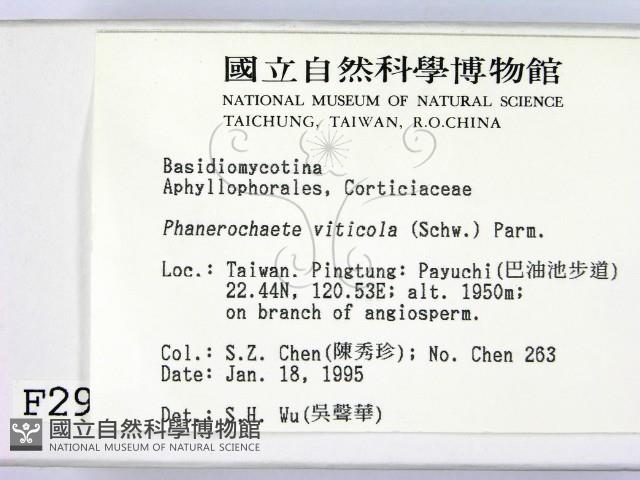 國立自然科學博物館
NATIONAL MUSEUM OF NATURAL SCIENCE
TAICHUNG, TAIWAN, R.O.CHINA
Basidiomycotina
Aphyllophorales, Corticiaceae
Phanerochaete viticola (Schw.) Parm.
Loc.: Taiwan. Pingtung: Payuchi(巴油池步道)
22.44N, 120.53E; alt. 1950m;
on branch of angiosperm.
Col.: S.Z. Chen(陳秀珍); No. Chen 263
Date: Jan. 18, 1995
F29
Det.: S.H. Wu(吳聲華)
國立自然科學博物館
NATIONAL MUSEUM OF NATURAL SCIENCE